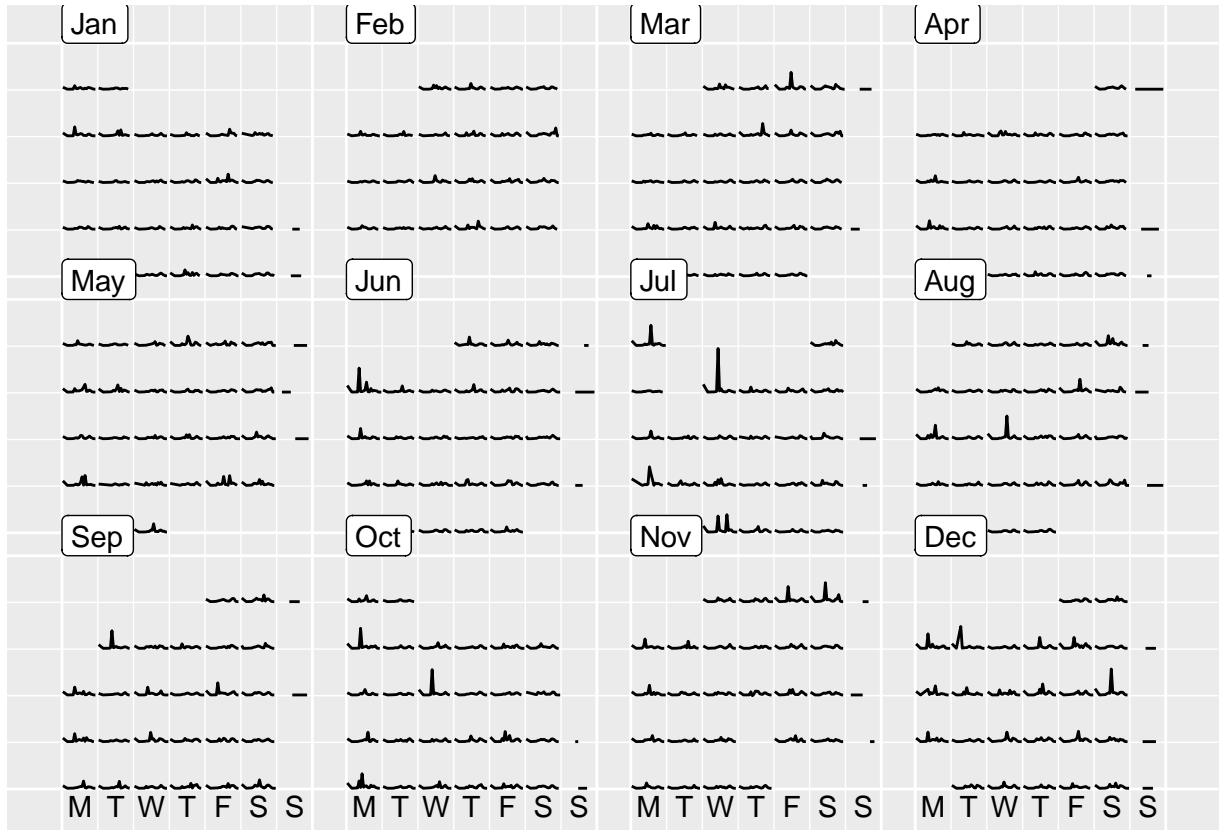 Jan Feb Mar Apr
May Jun Jul Aug
Sep Oct Nov Dec
M T W T F S S M T W T F S S M T W T F S S M T W T F S S